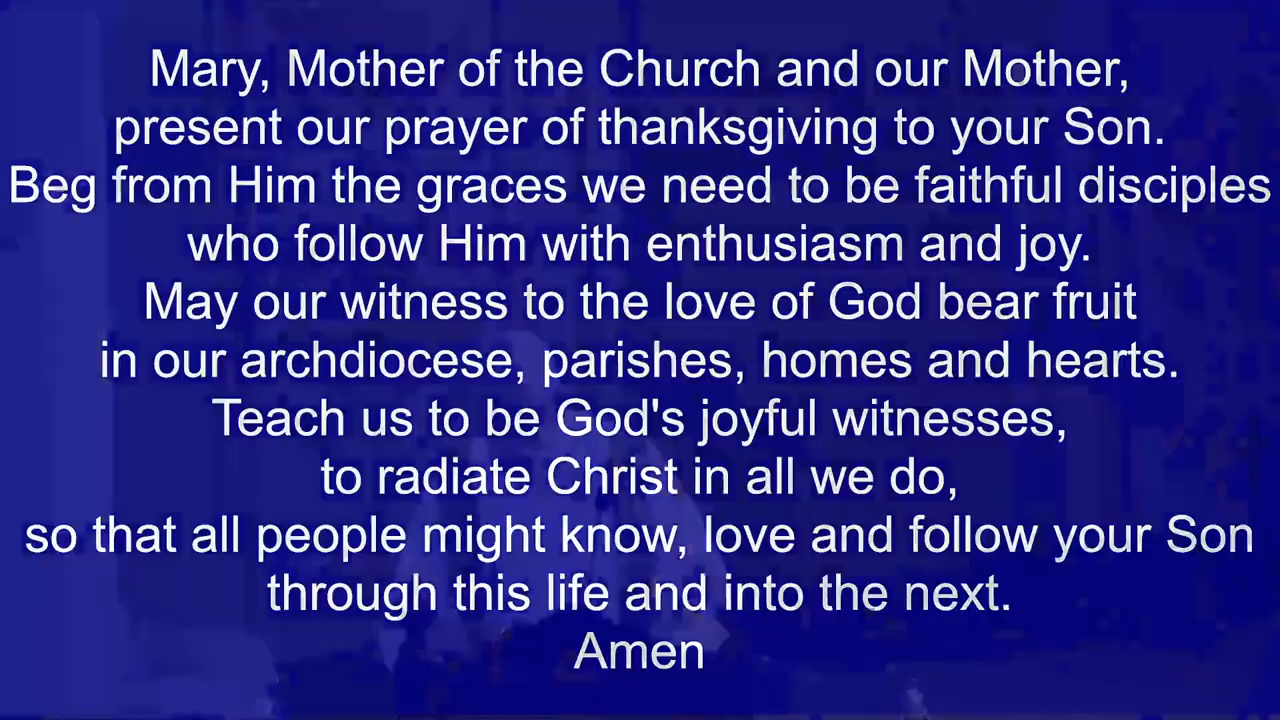 Mary, Mother of the Church and our Mother,
present our prayer of thanksgiving to your Son.
Beg from Him the graces we need to be faithful disciples
who follow Him with enthusiasm and joy.
May our witness to the love of God bear fruit
in our archdiocese, parishes, homes and hearts.
Teach us to be God's joyful witnesses,
to radiate Christ in all we do,
so that all people might know, love and follow your Son
through this life and into the next.
Amen